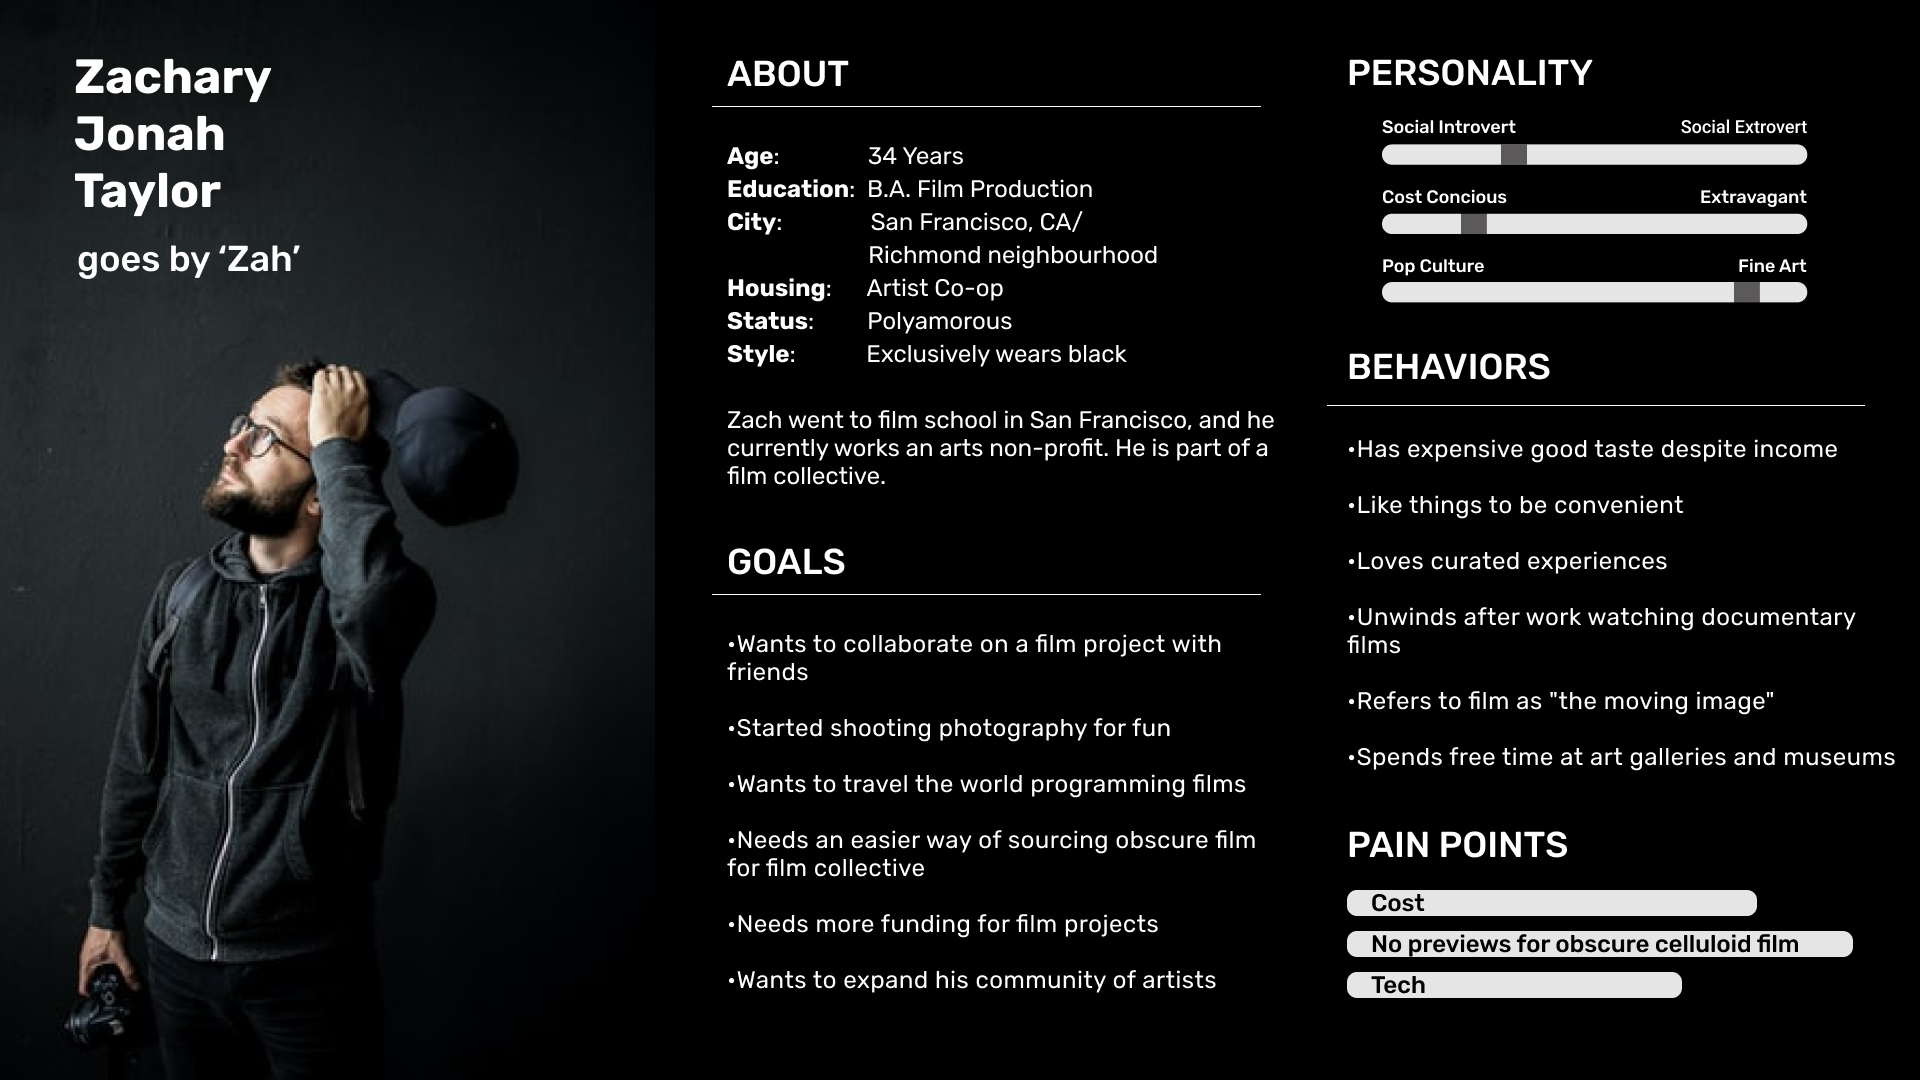 Zachary
Jonah
Taylor
goes by ‘Zah’
ABOUT
Age: 34 Years
Education: B.A. Film Production
City: San Francisco, CA/
Richmond neighbourhood
Housing: Artist Co-op
Status: Polyamorous
Style: Exclusively wears black
Zach went to film school in San Francisco, and he
currently works an arts non-profit. He is part of a
film collective.
GOALS
•Wants to collaborate on a film project with
friends
•Started shooting photography for fun
•Wants to travel the world programming films
•Needs an easier way of sourcing obscure film
for film collective
•Needs more funding for film projects
•Wants to expand his community of artists
PERSONALITY
Social Introvert Social Extrovert
Cost Concious Extravagant
Pop Culture Fine Art
BEHAVIORS
•Has expensive good taste despite income
•Like things to be convenient
•Loves curated experiences
•Unwinds after work watching documentary
films
•Refers to film as "the moving image"
•Spends free time at art galleries and museums
PAIN POINTS
Cost
No previews for obscure celluloid film
Tech